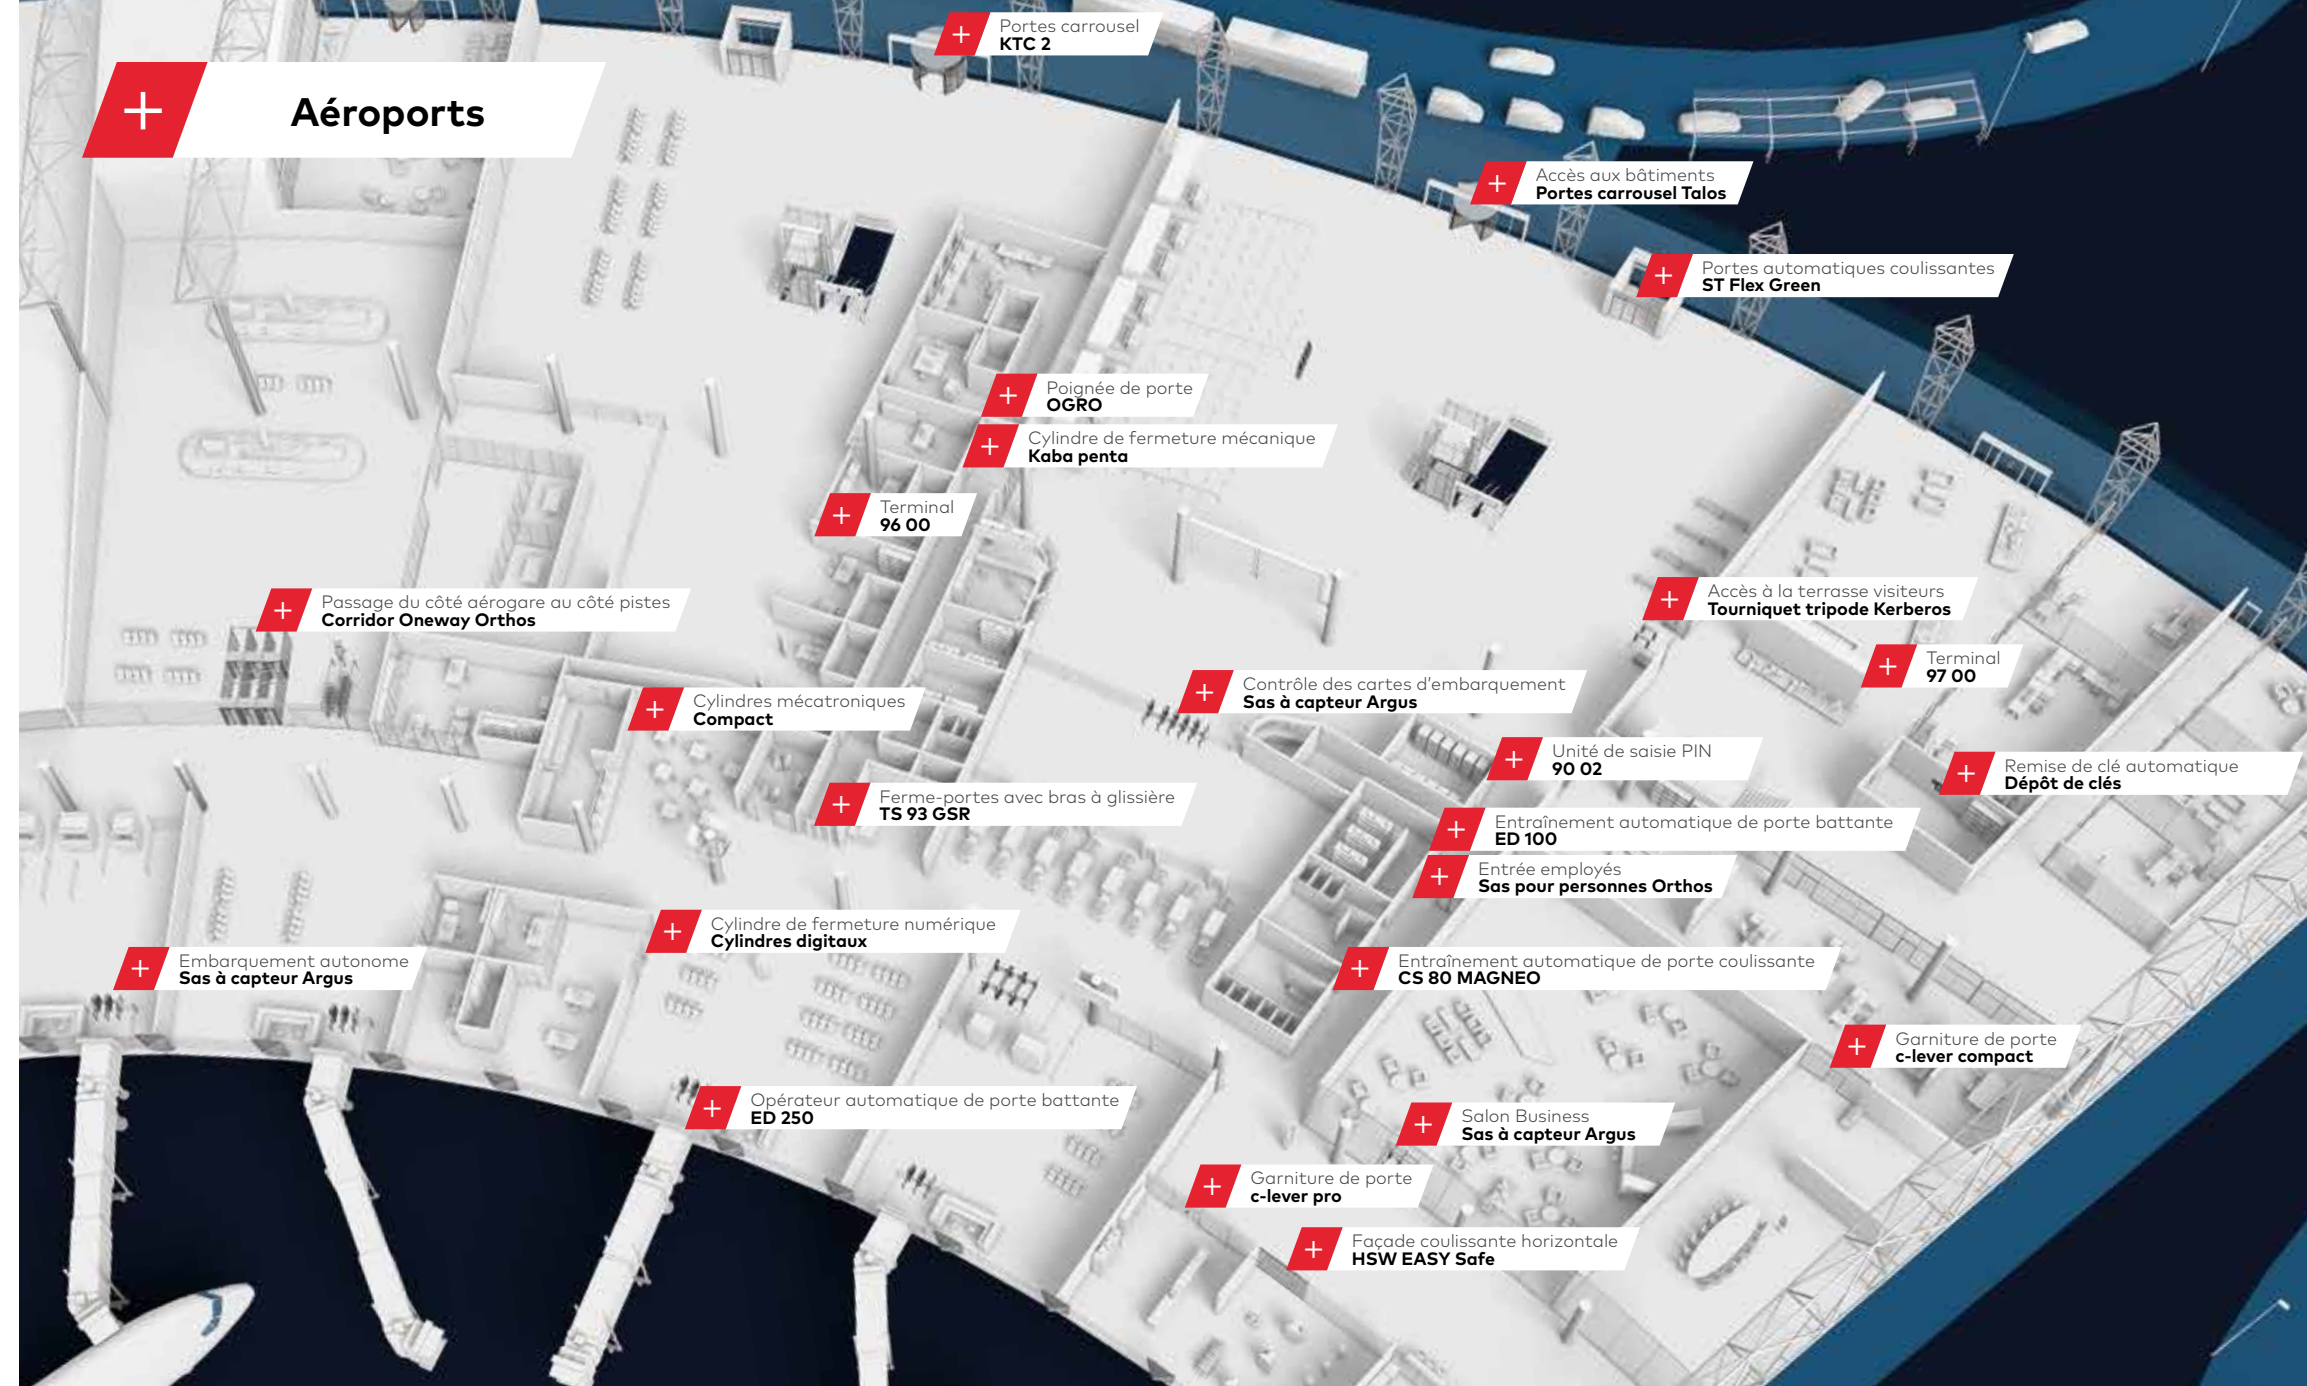 Portes carrousel
KTC 2
Aéroports
Accès aux bâtiments
Portes carrousel Talos
Portes automatiques coulissantes
ST Flex Green
Poignée de porte
OGRO
Cylindre de fermeture mécanique
Kaba penta
Terminal
96 00
Passage du côté aérogare au côté pistes
Corridor Oneway Orthos
Accès à la terrasse visiteurs
Tourniquet tripode Kerberos
Terminal
97 00
Contrôle des cartes d'embarquement
Sas à capteur Argus
Cylindres mécatroniques
Compact
Unité de saisie PIN
90 02
Remise de clé automatique
Dépôt de clés
Ferme-portes avec bras à glissière
TS 93 GSR
Entraînement automatique de porte battante
ED 100
Entrée employés
Sas pour personnes Orthos
Cylindre de fermeture numérique
Cylindres digitaux
Embarquement autonome
Sas à capteur Argus
Entraînement automatique de porte coulissante
CS 80 MAGNEO
Garniture de porte
c-lever compact
Opérateur automatique de porte battante
ED 250
Salon Business
Sas à capteur Argus
Garniture de porte
c-lever pro
Façade coulissante horizontale
HSW EASY Safe